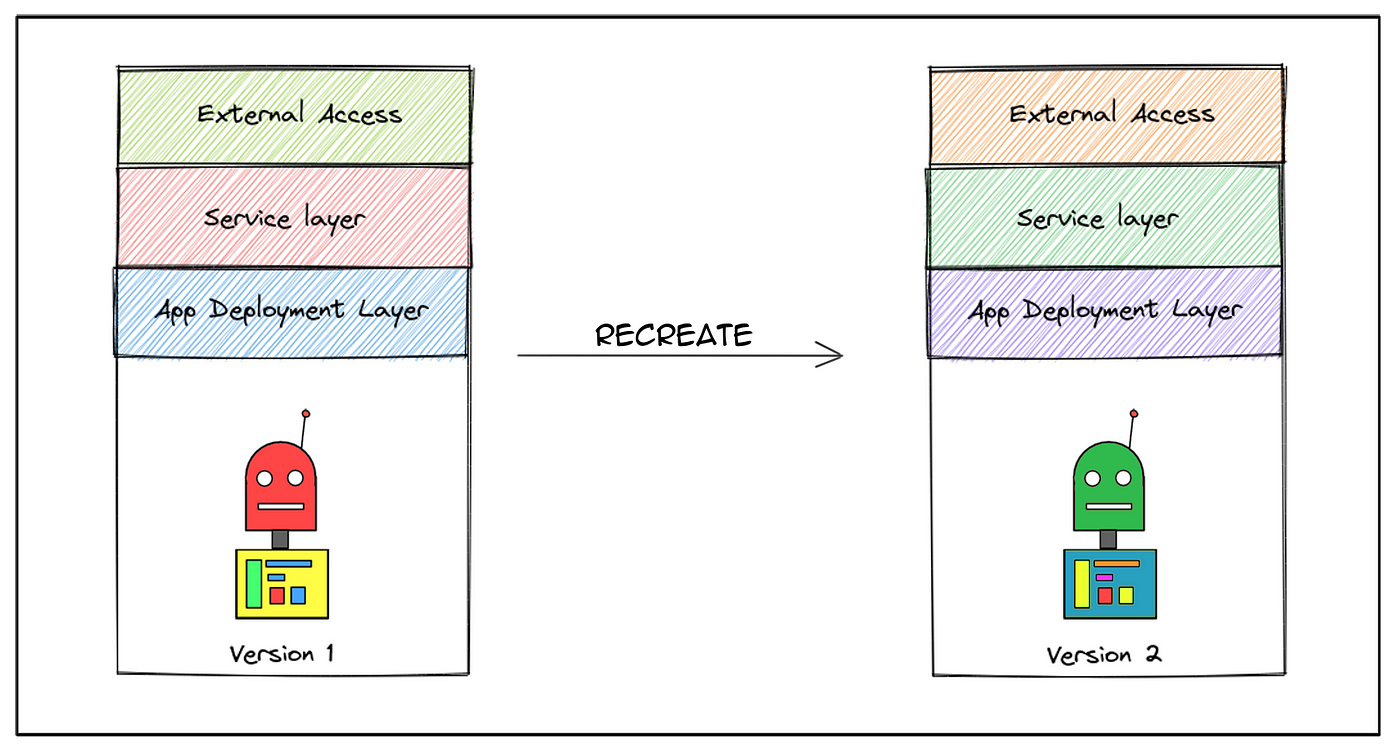 External Access
Service layer
App Deployment Layer
Version 1
RECREATE
External Access
Service layer
App Deployment Layer
Version 2